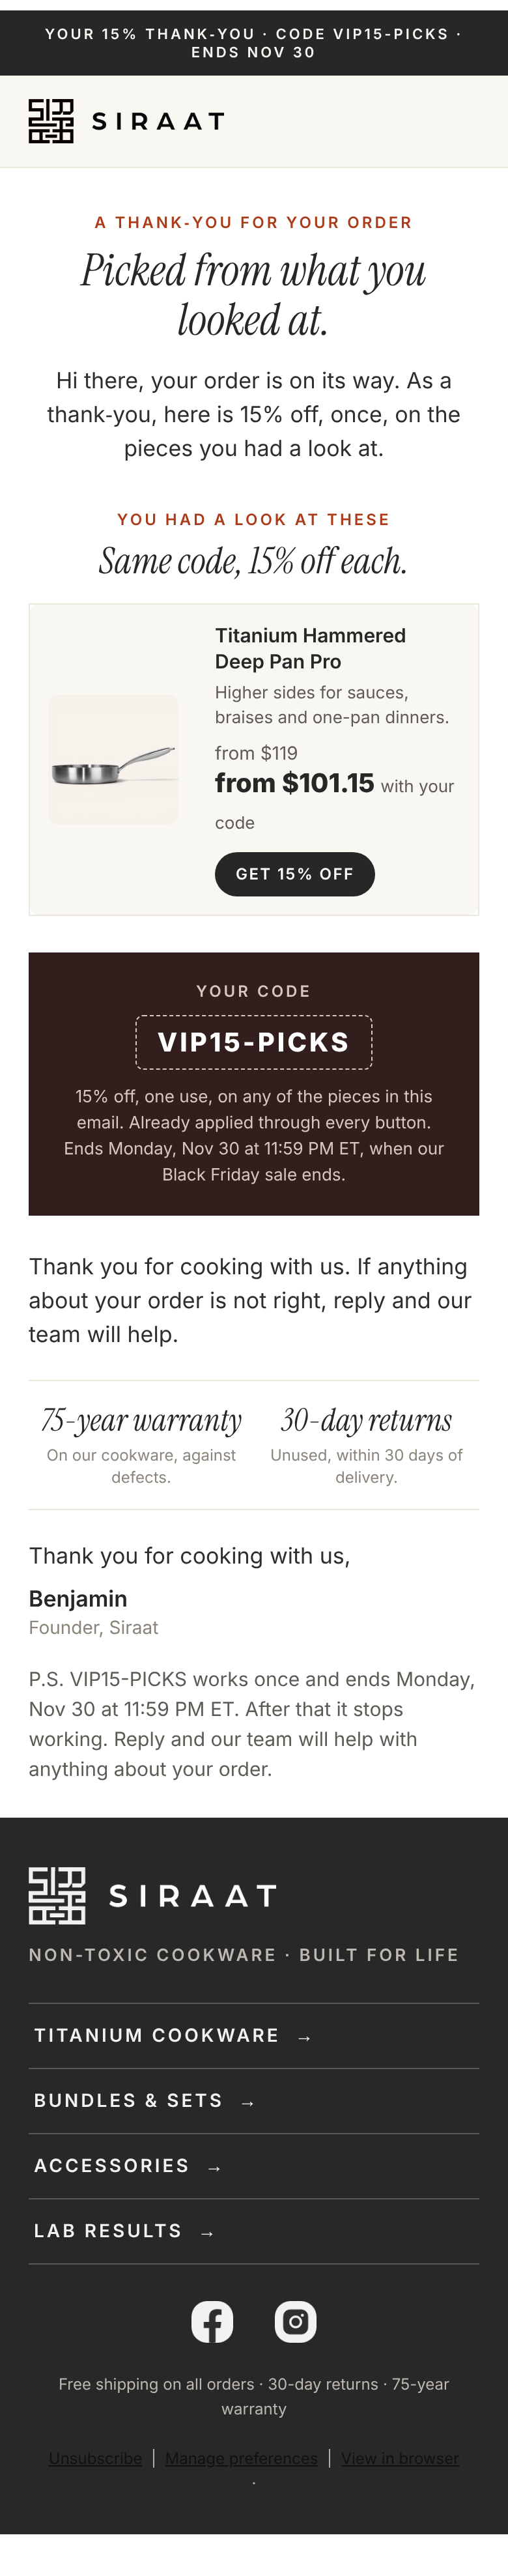 YOUR 15% THANK-YOU · CODE VIP15-PICKS ·
ENDS NOV 30
SIRAAT
A THANK-YOU FOR YOUR ORDER
Picked from what you
looked at.
Hi there, your order is on its way. As a
thank-you, here is 15% off, once, on the
pieces you had a look at.
YOU HAD A LOOK AT THESE
Same code, 15% off each.
Titanium Hammered
Deep Pan Pro
Higher sides for sauces,
braises and one-pan dinners.
from $119
from $101.15 with your
code
GET 15% OFF
YOUR CODE
VIP15-PICKS
15% off, one use, on any of the pieces in this
email. Already applied through every button.
Ends Monday, Nov 30 at 11:59 PM ET, when our
Black Friday sale ends.
Thank you for cooking with us. If anything
about your order is not right, reply and our
team will help.
75-year warranty
On our cookware, against
defects.
30-day returns
Unused, within 30 days of
delivery.
Thank you for cooking with us,
Benjamin
Founder, Siraat
P.S. VIP15-PICKS works once and ends Monday,
Nov 30 at 11:59 PM ET. After that it stops
working. Reply and our team will help with
anything about your order.
SIRAAT
NON-TOXIC COOKWARE · BUILT FOR LIFE
TITANIUM COOKWARE →
BUNDLES & SETS →
ACCESSORIES →
LAB RESULTS →
Free shipping on all orders · 30-day returns · 75-year
warranty
Unsubscribe | Manage preferences | View in browser
.